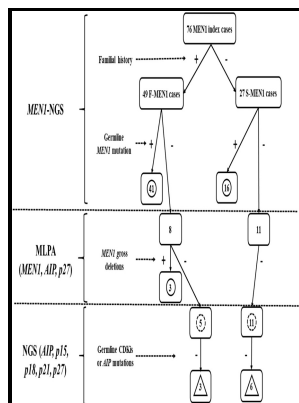 76 MEN1 index cases
Familial history
+ -
49 F-MEN1 cases
27 S-MEN1 cases
MEN1-NGS
Germline
MEN1 mutation
+ - + -
41
16
8
11
MLPA
(MEN1, AIP, p27)
MEN1 gross
deletions
+ - -
3
5
11
NGS (AIP, p15,
p18, p21, p27)
Germline CDKIs
or AIP mutations
- -
6